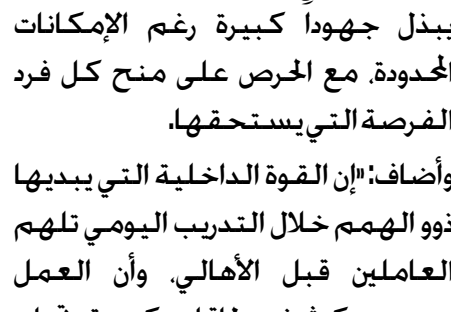 يبذل جهوداً كبيرة رغم الإمكانات
المحدودة، مع الحرص على منح كل فرد
الفرصة التي يستحقها.
وأضاف: «إن القوة الداخلية التي يبديها
ذوو الهمم خلال التدريب اليومي تلهم
العاملين قبل الأهالي، وأن العمل